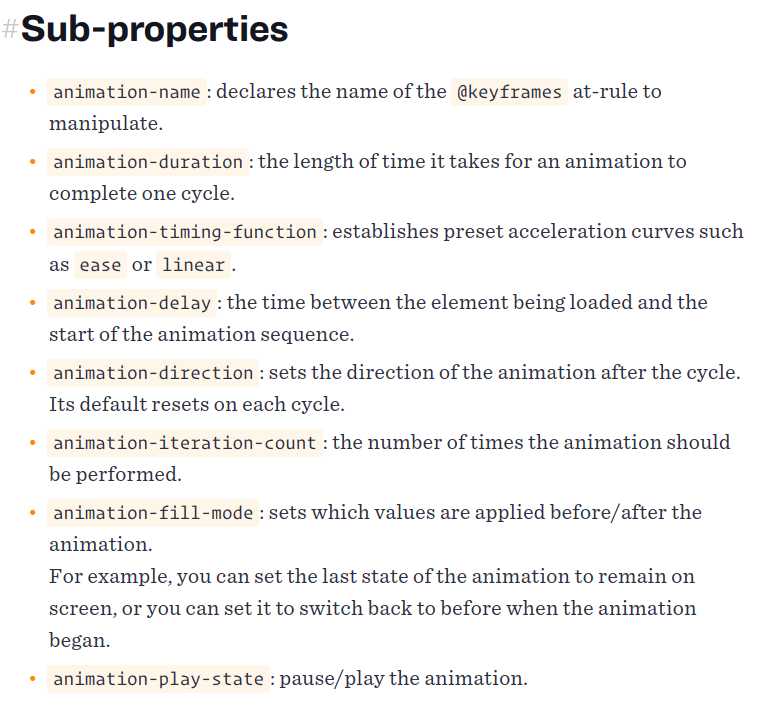 #Sub-properties
• animation-name: declares the name of the @keyframes at-rule to
manipulate.
• animation-duration: the length of time it takes for an animation to
complete one cycle.
• animation-timing-function: establishes preset acceleration curves such
as ease or linear.
• animation-delay: the time between the element being loaded and the
start of the animation sequence.
• animation-direction: sets the direction of the animation after the cycle.
Its default resets on each cycle.
• animation-iteration-count: the number of times the animation should
be performed.
• animation-fill-mode: sets which values are applied before/after the
animation.
For example, you can set the last state of the animation to remain on
screen, or you can set it to switch back to before when the animation
began.
• animation-play-state: pause/play the animation.